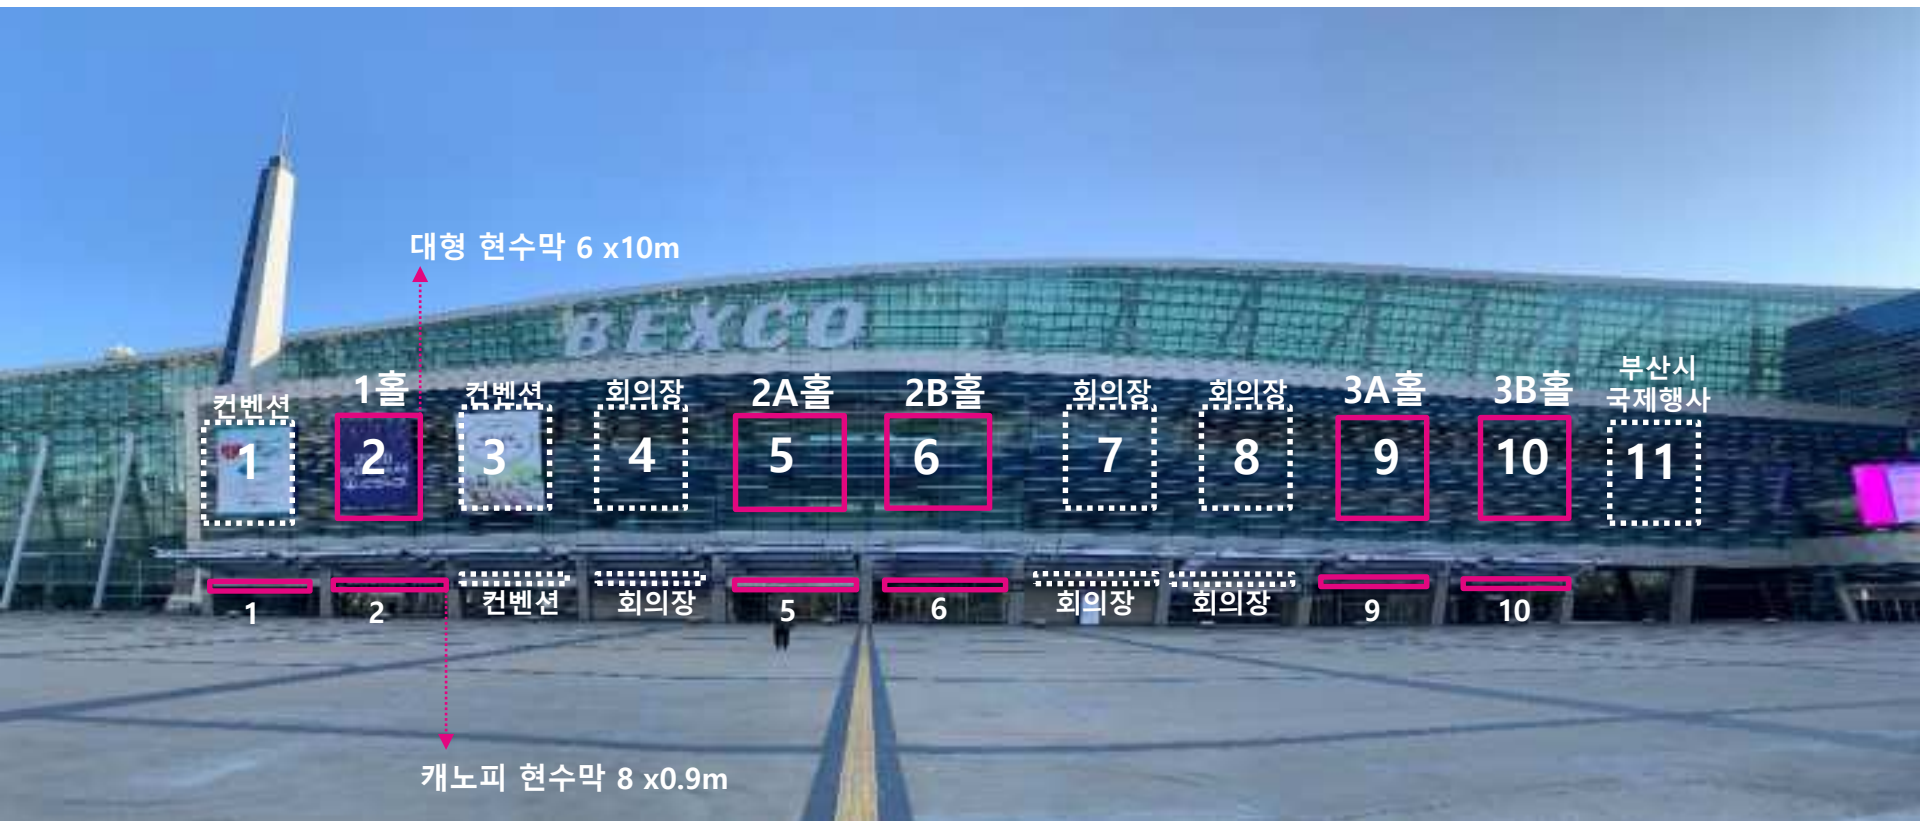 대형 현수막 6 x10m
BEXCO
컨벤션
1홀
컨벤션
회의장
2A홀
2B홀
회의장
회의장
3A홀
3B홀
부산시
국제행사
1
2
3
4
5
6
7
8
9
10
11
1
2
컨벤션
회의장
5
6
회의장
회의장
9
10
캐노피 현수막 8 x0.9m